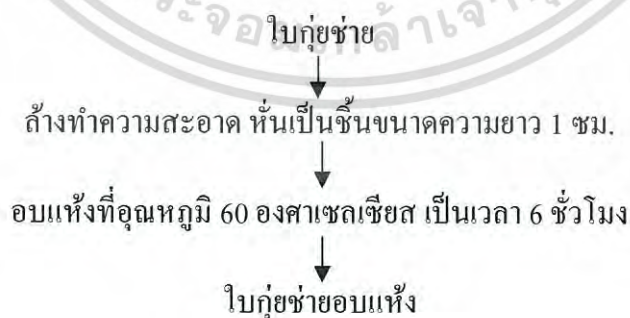 ใบกุ่ยช่าย
ล้างทำความสะอาด หั่นเป็นชิ้นขนาดความยาว 1 ซม.
อบแห้งที่อุณหภูมิ 60 องศาเซลเซียส เป็นเวลา 6 ชั่วโมง
ใบกุ่ยช่ายอบแห้ง